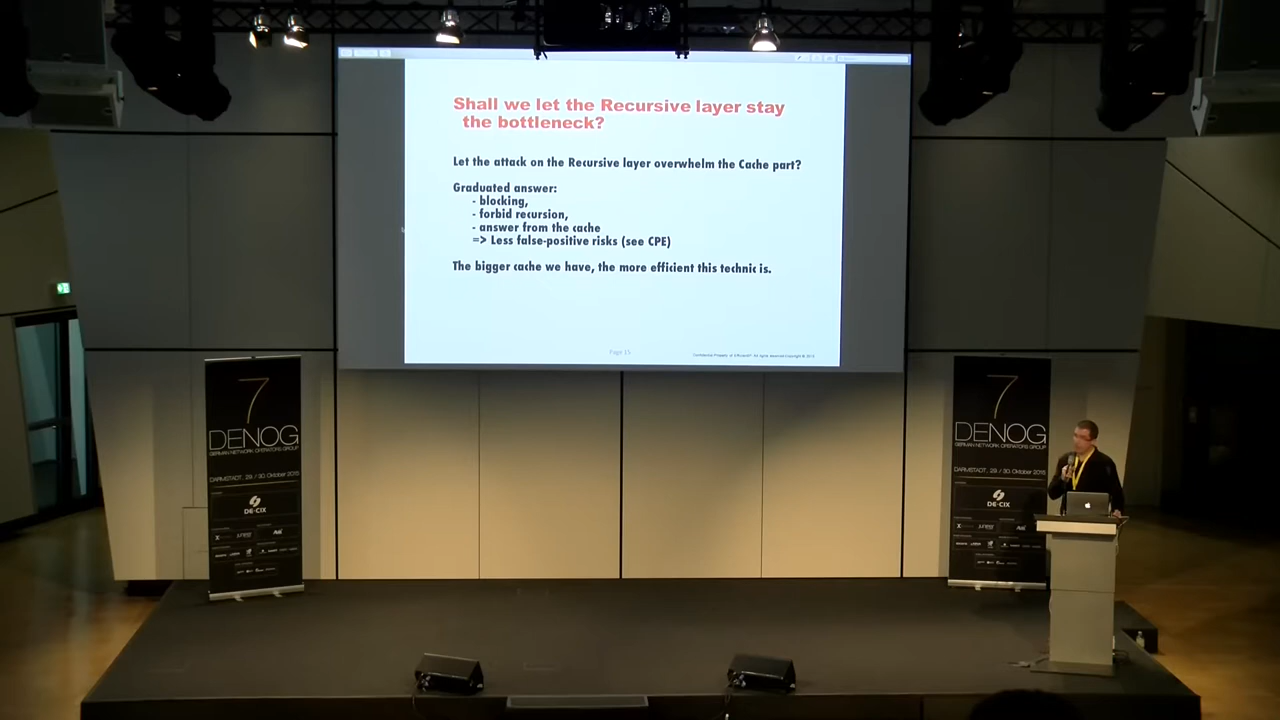 Shall we let the Recursive layer stay
the bottleneck?
Let the attack on the Recursive layer overwhelm the Cache part?
Graduated answer:
- blocking,
- forbid recursion,
- answer from the cache
=> Less false-positive risks (see CPE)
The bigger cache we have, the more efficient this technic is.
Page 15
7
DENOG
GERMAN NETWORK OPERATORS GROUP
DARMSTADT, 29. / 30. Oktober 2015
DE-CIX
7
DENOG
GERMAN NETWORK OPERATORS GROUP
DARMSTADT, 29. / 30. Oktober 2015
DE-CIX